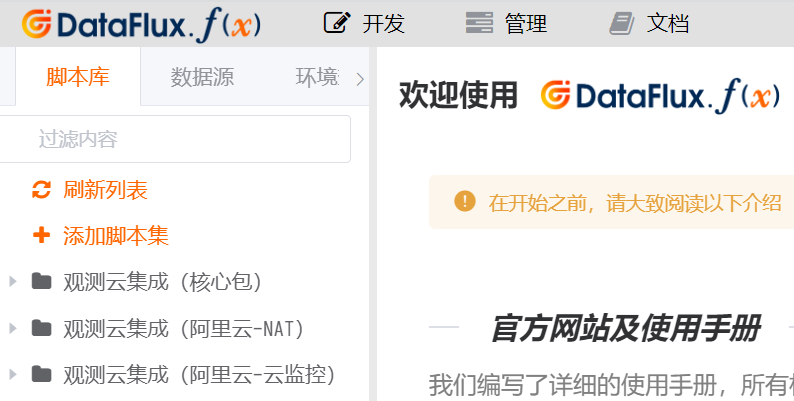 DataFlux.f(x) 开发 管理 文档
脚本库 数据源 环境
欢迎使用 DataFlux.f(x)
过滤内容
刷新列表
在开始之前，请大致阅读以下介绍
添加脚本集
观测云集成（核心包）
观测云集成（阿里云-NAT）
官方网站及使用手册
观测云集成（阿里云-云监控）
我们编写了详细的使用手册，所有